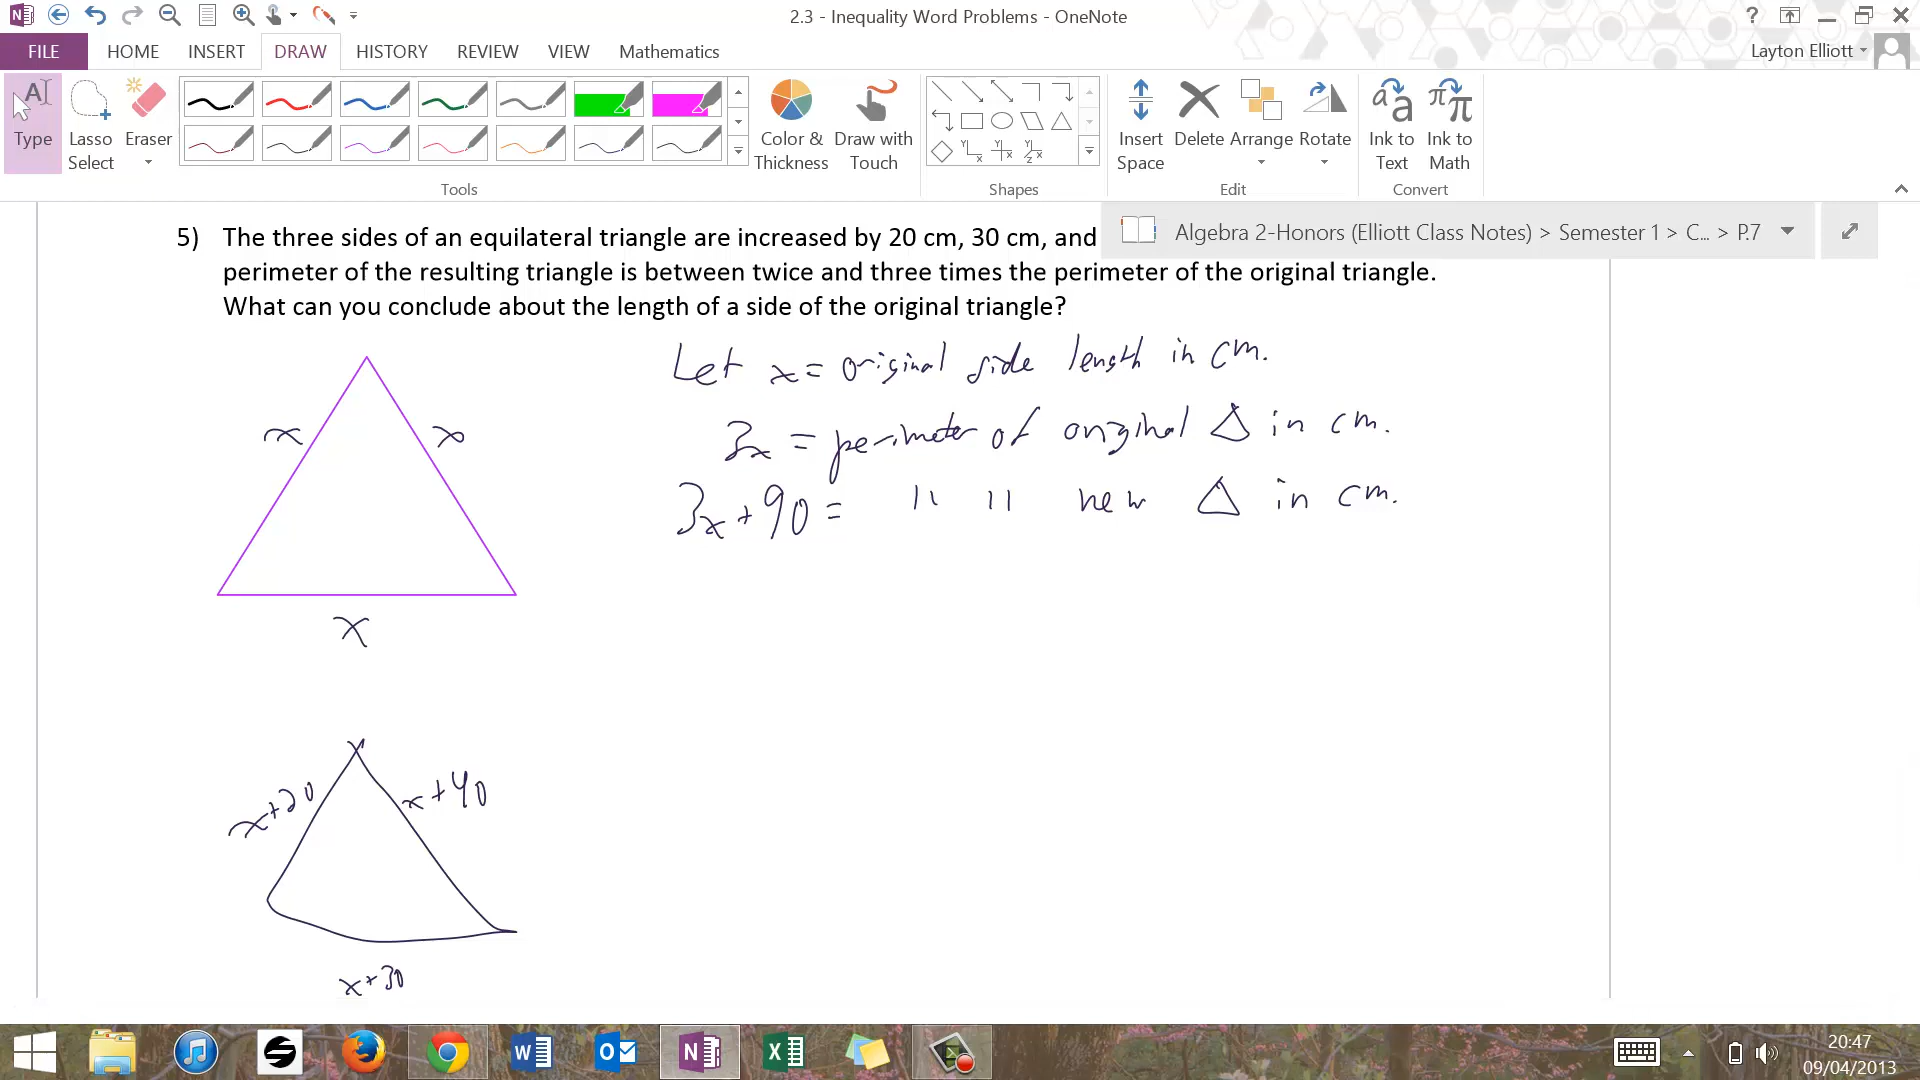 2.3 - Inequality Word Problems - OneNote
?
FILE HOME INSERT DRAW HISTORY REVIEW VIEW Mathematics
Layton Elliott
Type
Lasso Select
Eraser
Color & Thickness
Draw with Touch
Insert Space
Delete
Arrange
Rotate
Ink to Text
Ink to Math
Tools Shapes Edit Convert
Algebra 2-Honors (Elliott Class Notes) > Semester 1 > C... > P.7
5) The three sides of an equilateral triangle are increased by 20 cm, 30 cm, and
perimeter of the resulting triangle is between twice and three times the perimeter of the original triangle.
What can you conclude about the length of a side of the original triangle?
Let x = original side length in cm.
3x = perimeter of original Δ in cm.
3x + 90 = " " new Δ in cm.
x x
x
x+20 x+40
x+30
20:47
09/04/2013